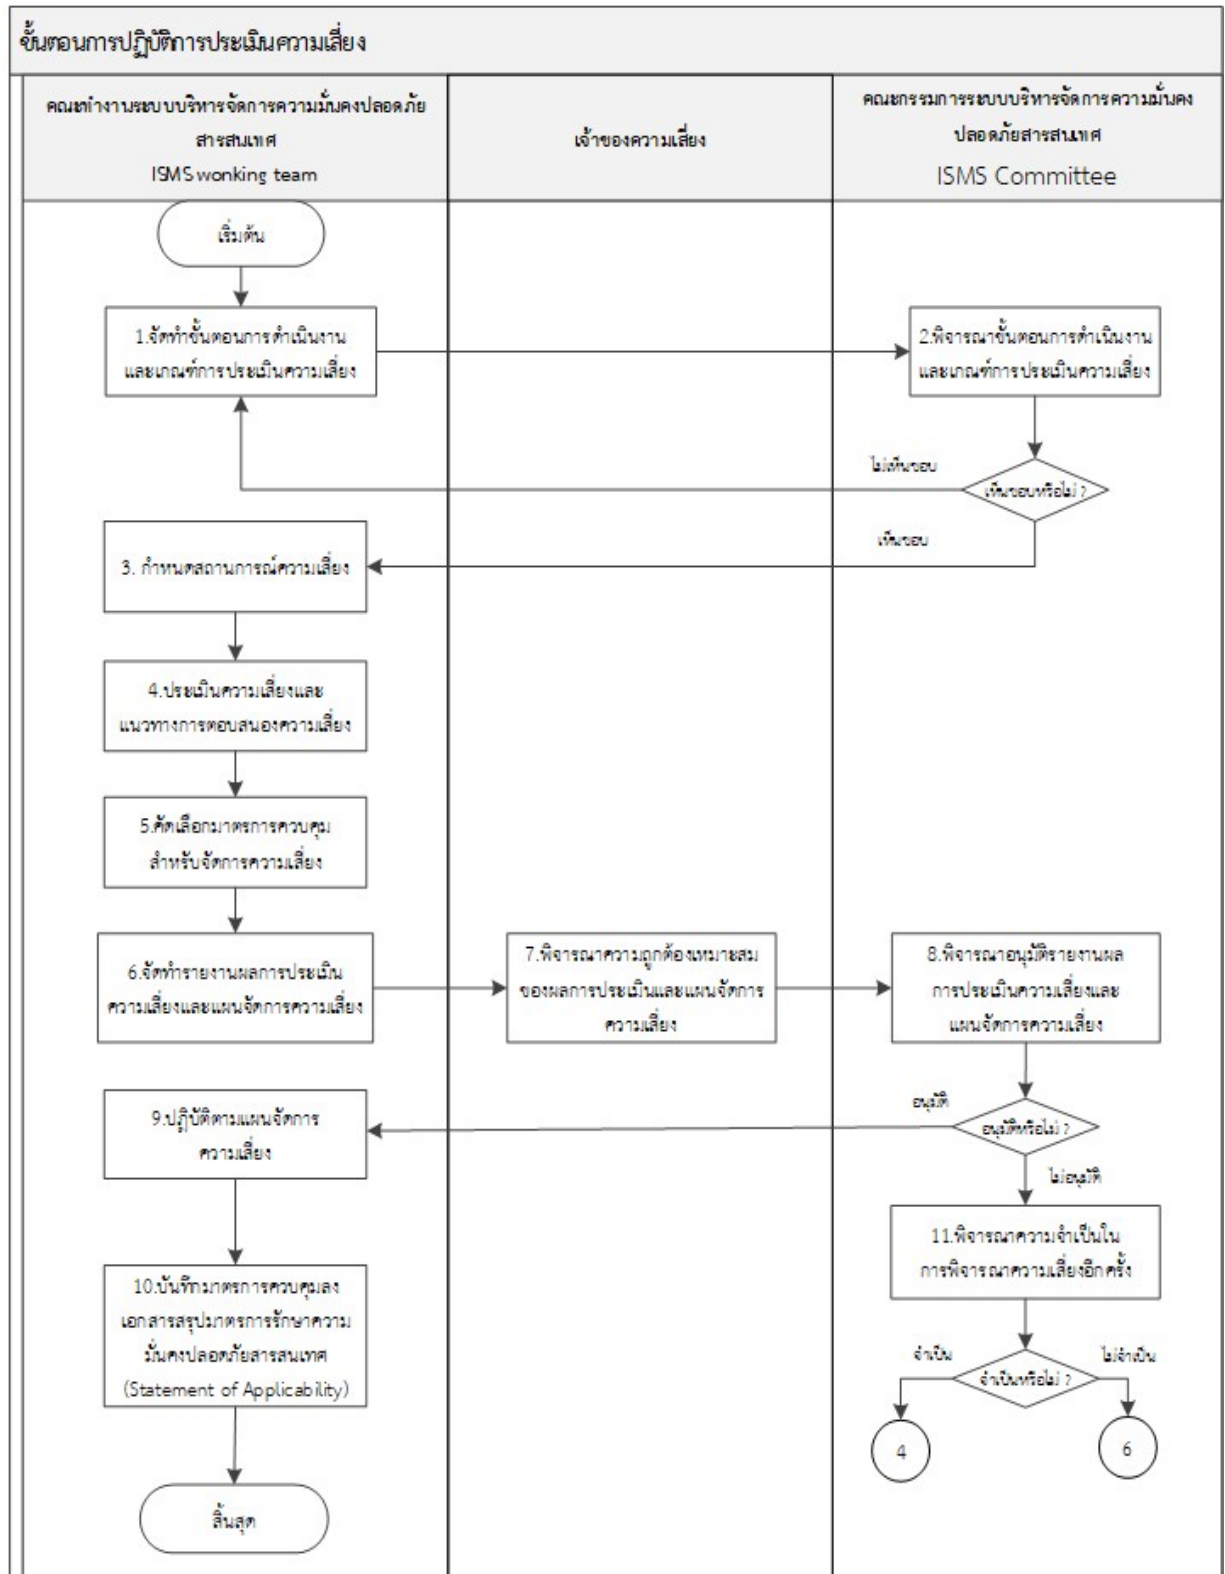 ขั้นตอนการปฏิบัติการประเมินความเสี่ยง
คณะทำงานระบบบริหารจัดการความมั่นคงปลอดภัย
สารสนเทศ
ISMS wonking team
เจ้าของความเสี่ยง
คณะกรรมการระบบบริหารจัดการความมั่นคง
ปลอดภัยสารสนเทศ
ISMS Committee
เริ่มต้น
1.จัดทำขั้นตอนการดำเนินงาน
และเกณฑ์การประเมินความเสี่ยง
2.พิจารณาขั้นตอนการดำเนินงาน
และเกณฑ์การประเมินความเสี่ยง
ไม่เห็นชอบ
เห็นชอบหรือไม่ ?
เห็นชอบ
3. กำหนดสถานการณ์ความเสี่ยง
4.ประเมินความเสี่ยงและ
แนวทางการตอบสนองความเสี่ยง
5.คัดเลือกมาตรการควบคุม
สำหรับจัดการความเสี่ยง
6.จัดทำรายงานผลการประเมิน
ความเสี่ยงและแผนจัดการความเสี่ยง
7.พิจารณาความถูกต้องเหมาะสม
ของผลการประเมินและแผนจัดการ
ความเสี่ยง
8.พิจารณาอนุมัติรายงานผล
การประเมินความเสี่ยงและ
แผนจัดการความเสี่ยง
อนุมัติ
อนุมัติหรือไม่ ?
ไม่อนุมัติ
9.ปฏิบัติตามแผนจัดการ
ความเสี่ยง
10.บันทึกมาตรการควบคุมลง
เอกสารสรุปมาตรการรักษาความ
มั่นคงปลอดภัยสารสนเทศ
(Statement of Applicability)
11.พิจารณาความจำเป็นใน
การพิจารณาความเสี่ยงอีกครั้ง
จำเป็น
จำเป็นหรือไม่ ?
ไม่จำเป็น
4
6
สิ้นสุด